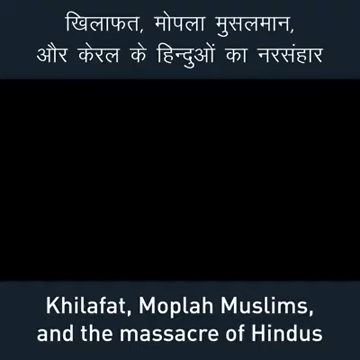 खिलाफत, मोपला मुसलमान,
और केरल के हिन्दुओं का नरसंहार
Khilafat, Moplah Muslims,
and the massacre of Hindus